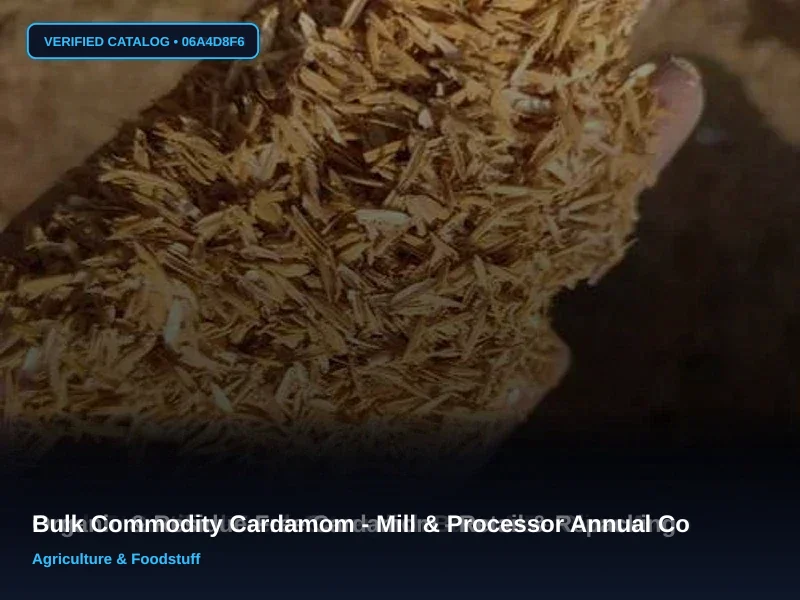 VERIFIED CATALOG • 06A4D8F6
Bulk Commodity Cardamom - Mill & Processor Annual Co
Agriculture & Foodstuff